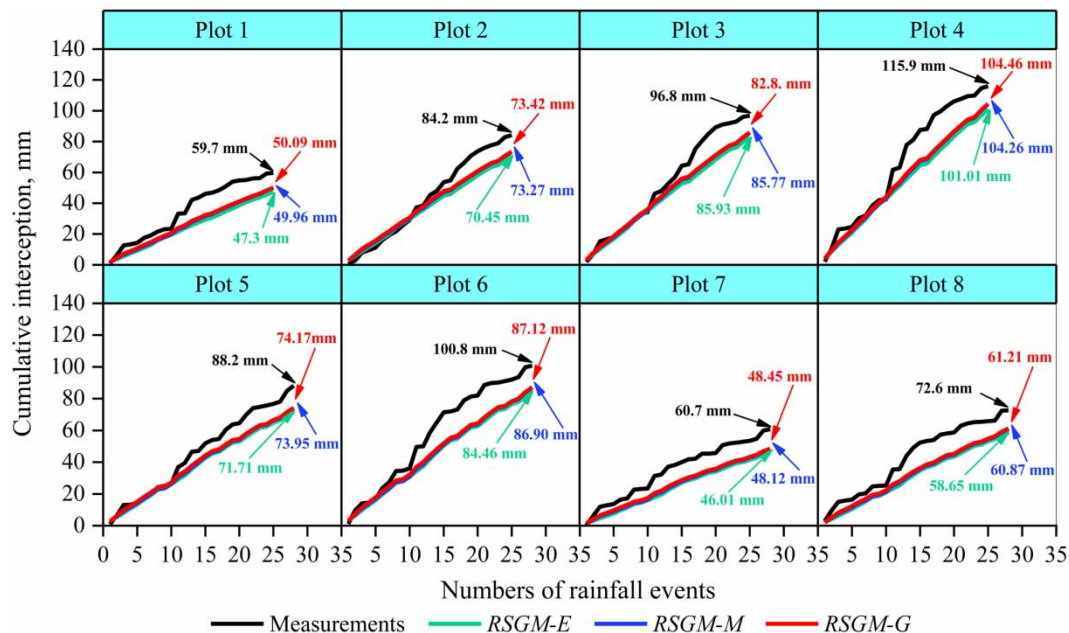 Plot 1 Plot 2 Plot 3 Plot 4
140
120
100
80
60
40
20
0
59.7 mm
50.09 mm
49.96 mm
47.3 mm
84.2 mm
73.42 mm
73.27 mm
70.45 mm
96.8 mm
82.8.
85.77 mm
85.93 mm
115.9 mm
104.46 mm
104.26 mm
101.01 mm
Cumulative interception, mm
Plot 5 Plot 6 Plot 7 Plot 8
140
120
100
80
60
40
20
0
88.2 mm
74.17mm
73.95 mm
71.71 mm
100.8 mm
87.12 mm
86.90 mm
84.46 mm
60.7 mm
48.45 mm
48.12 mm
46.01 mm
72.6 mm
61.21 mm
60.87 mm
58.65 mm
0 5 10 15 20 25 30 35 5 10 15 20 25 30 35 5 10 15 20 25 30 35 5 10 15 20 25 30 35
Numbers of rainfall events
Measurements RSGM-E RSGM-M RSGM-G